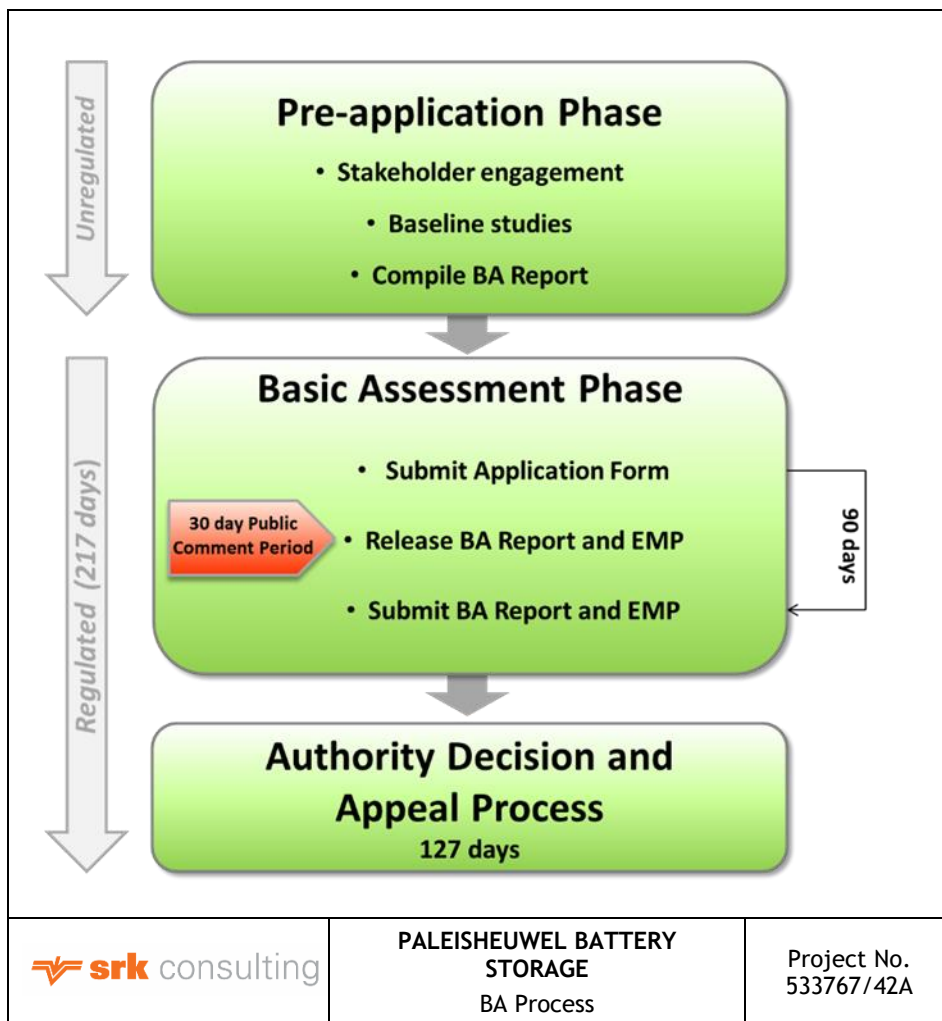 Unregulated
Pre-application Phase
• Stakeholder engagement
• Baseline studies
• Compile BA Report
Regulated (217 days)
Basic Assessment Phase
• Submit Application Form
30 day Public
Comment Period
• Release BA Report and EMP
• Submit BA Report and EMP
90 days
Authority Decision and
Appeal Process
127 days
srk consulting
PALEISHEUWEL BATTERY
STORAGE
BA Process
Project No.
533767/42A